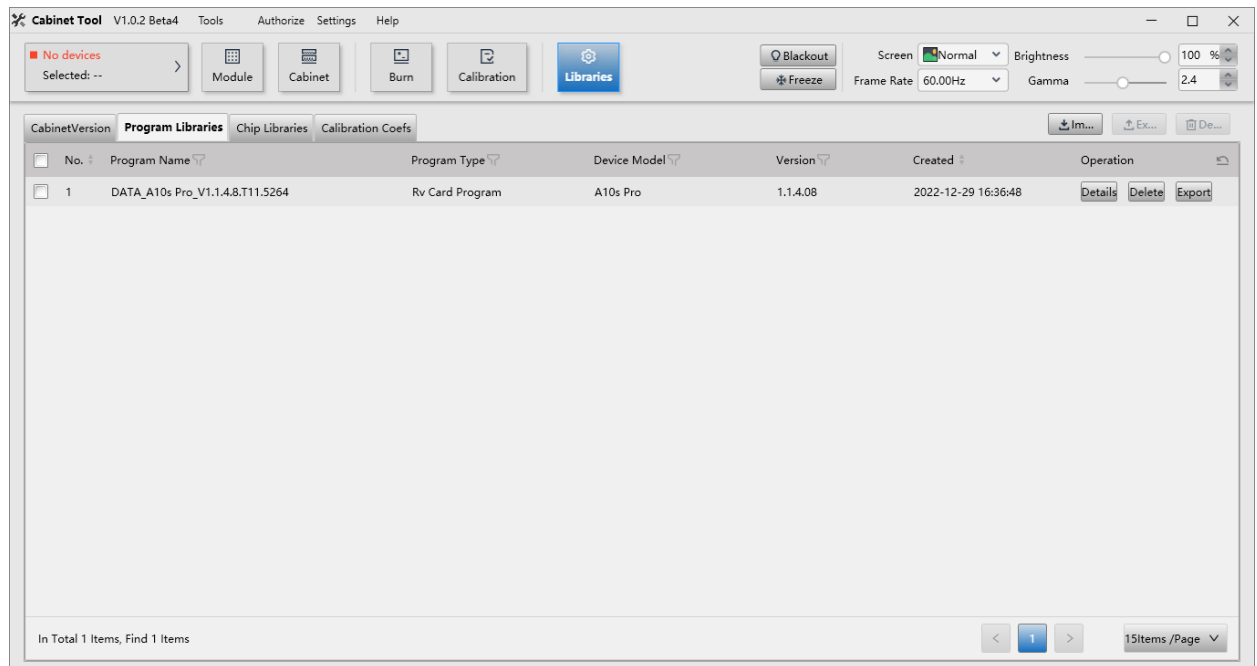 Cabinet Tool V1.0.2 Beta4 Tools Authorize Settings Help
No devices
Selected: --
Module
Cabinet
Burn
Calibration
Libraries
Blackout
Freeze
Screen Normal
Frame Rate 60.00Hz
Brightness 100 %
Gamma 2.4
CabinetVersion Program Libraries Chip Libraries Calibration Coefs
Im... Ex... De...
No. Program Name Program Type Device Model Version Created Operation
1 DATA_A10s Pro_V1.1.4.8.T11.5264 Rv Card Program A10s Pro 1.1.4.08 2022-12-29 16:36:48 Details Delete Export
In Total 1 Items, Find 1 Items
< 1 > 15Items /Page